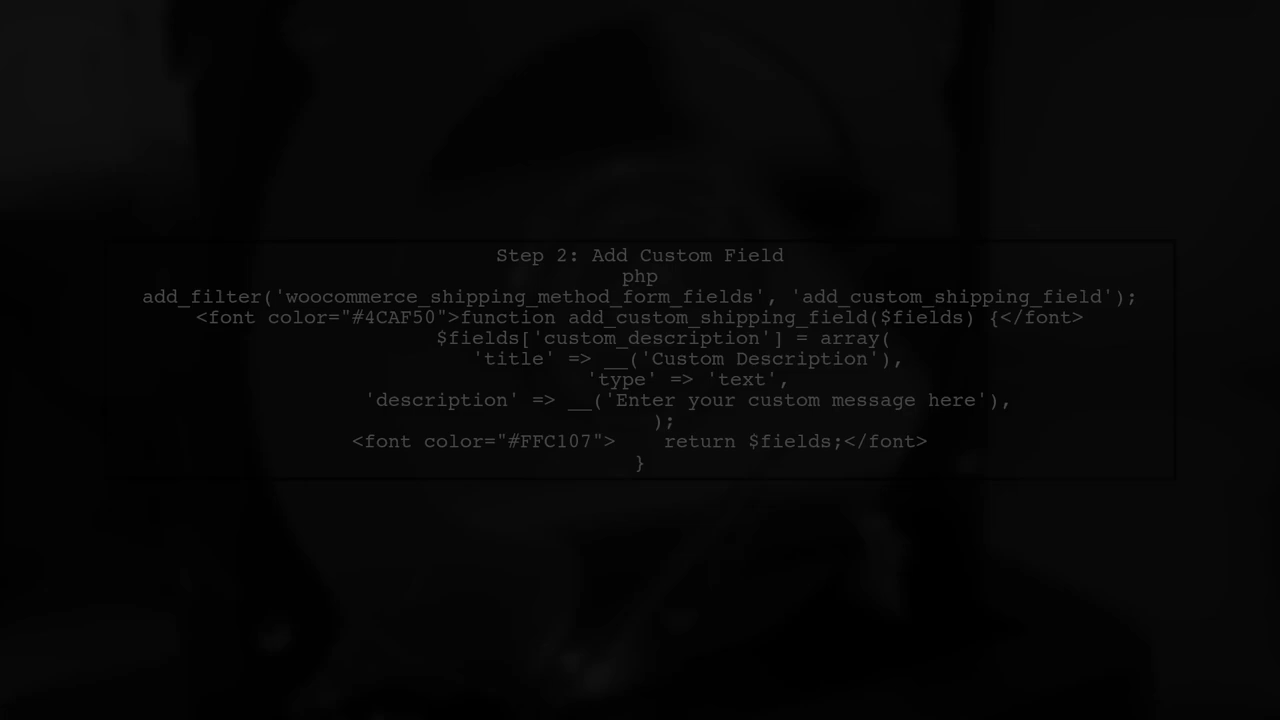 Step 2: Add Custom Field
php
add_filter('woocommerce_shipping_method_form_fields', 'add_custom_shipping_field');
<font color="#4CAF50">function add_custom_shipping_field($fields) {</font>
$fields['custom_description'] = array(
'title' => __('Custom Description'),
'type' => 'text',
'description' => __('Enter your custom message here'),
);
<font color="#FFC107">    return $fields;</font>
}